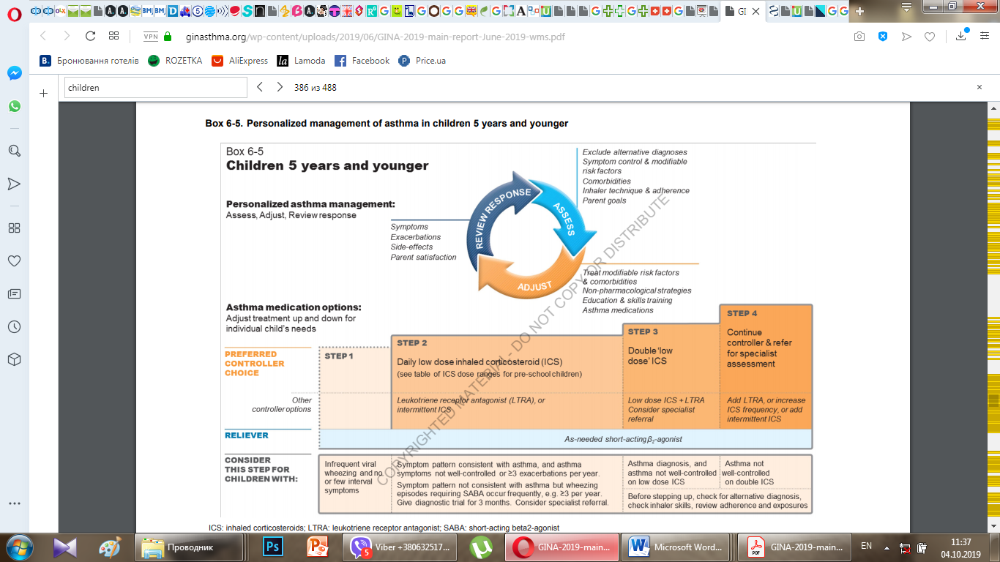 GI
VPN
ginasthma.org/wp-content/uploads/2019/06/GINA-2019-main-report-June-2019-wms.pdf
Бронювання готелів
ROZETKA
AliExpress
Lamoda
Facebook
Price.ua
children
386 из 488
Box 6-5. Personalized management of asthma in children 5 years and younger
Box 6-5
Children 5 years and younger
Personalized asthma management:
Assess, Adjust, Review response
Symptoms
Exacerbations
Side-effects
Parent satisfaction
REVIEW RESPONSE
ASSESS
ADJUST
Exclude alternative diagnoses
Symptom control & modifiable
risk factors
Comorbidities
Inhaler technique & adherence
Parent goals
Treat modifiable risk factors
& comorbidities
Non-pharmacological strategies
Education & skills training
Asthma medications
Asthma medication options:
Adjust treatment up and down for
individual child's needs
PREFERRED
CONTROLLER
CHOICE
STEP 1
STEP 2
Daily low dose inhaled corticosteroid (ICS)
(see table of ICS dose ranges for pre-school children)
STEP 3
Double 'low
dose' ICS
STEP 4
Continue
controller & refer
for specialist
assessment
Other
controller options
Leukotriene receptor antagonist (LTRA), or
intermittent ICS
Low dose ICS + LTRA
Consider specialist
referral
Add LTRA, or increase
ICS frequency, or add
intermittent ICS
RELIEVER
As-needed short-acting β2-agonist
CONSIDER
THIS STEP FOR
CHILDREN WITH:
Infrequent viral
wheezing and no
or few interval
symptoms
Symptom pattern consistent with asthma, and asthma
symptoms not well-controlled or ≥3 exacerbations per year.
Symptom pattern not consistent with asthma but wheezing
episodes requiring SABA occur frequently, e.g. ≥3 per year.
Give diagnostic trial for 3 months. Consider specialist referral.
Asthma diagnosis, and
asthma not well-controlled
on low dose ICS
Asthma not
well-controlled
on double ICS
Before stepping up, check for alternative diagnosis,
check inhaler skills, review adherence and exposures
COPYRIGHTED MATERIAL - DO NOT COPY OR DISTRIBUTE
ICS: inhaled corticosteroids; LTRA: leukotriene receptor antagonist; SABA: short-acting beta2-agonist
Проводник
Ps
5
Viber +380632517...
GINA-2019-main...
Microsoft Word...
GINA-2019-main...
EN
11:37
04.10.2019